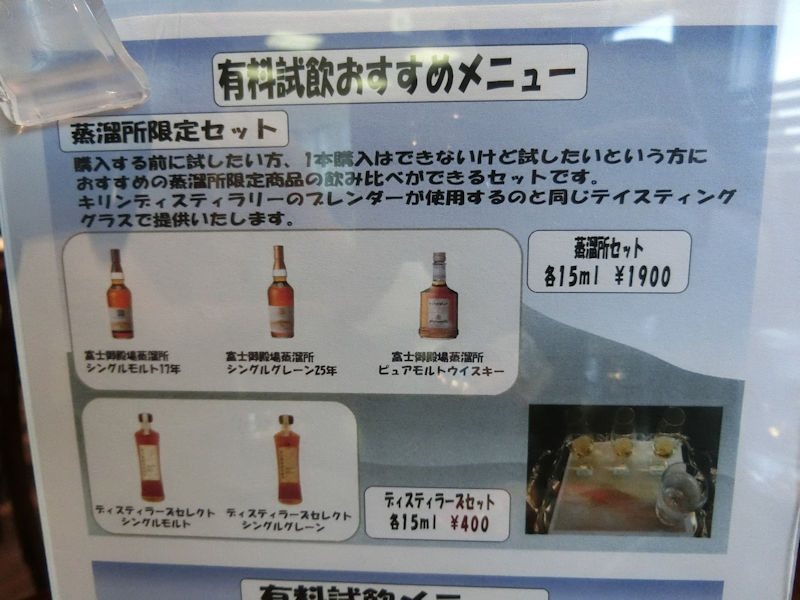 有料試飲おすすめメニュー
蒸溜所限定セット
購入する前に試したい方、1本購入はできないけど試したいという方に
おすすめの蒸溜所限定商品の飲み比べができるセットです。
キリンディスティラリーのブレンダーが使用するのと同じテイスティング
グラスで提供いたします。
蒸溜所セット
各15ml ¥1900
富士御殿場蒸溜所
シングルモルト17年
富士御殿場蒸溜所
シングルグレーン25年
富士御殿場蒸溜所
ピュアモルトウイスキー
ディスティラーズセレクト
シングルモルト
ディスティラーズセレクト
シングルグレーン
ディスティラーズセット
各15ml ¥400
有料試飲メニュー